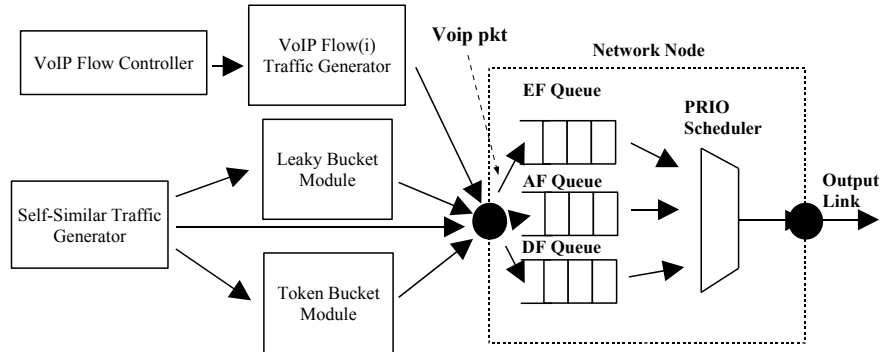 VoIP Flow Controller
VoIP Flow(i)
Traffic Generator
Voip pkt
Network Node
EF Queue
PRIO
Scheduler
Leaky Bucket
Module
AF Queue
Output
Link
Self-Similar Traffic
Generator
DF Queue
Token Bucket
Module